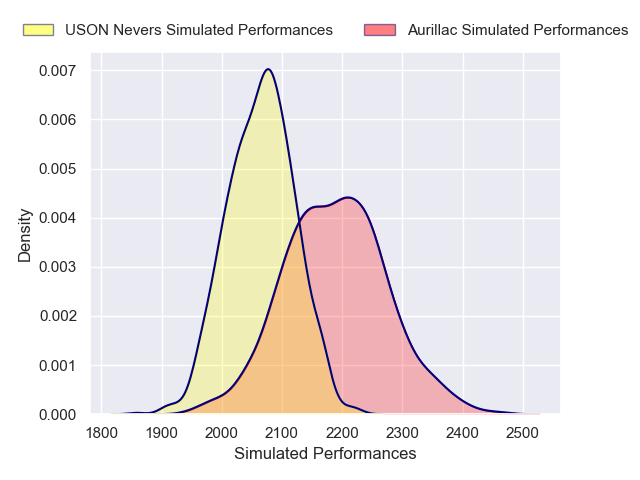 USON Nevers Simulated Performances Aurillac Simulated Performances
0.007
0.006
0.005
0.004
0.003
0.002
0.001
0.000
Density
1800 1900 2000 2100 2200 2300 2400 2500
Simulated Performances